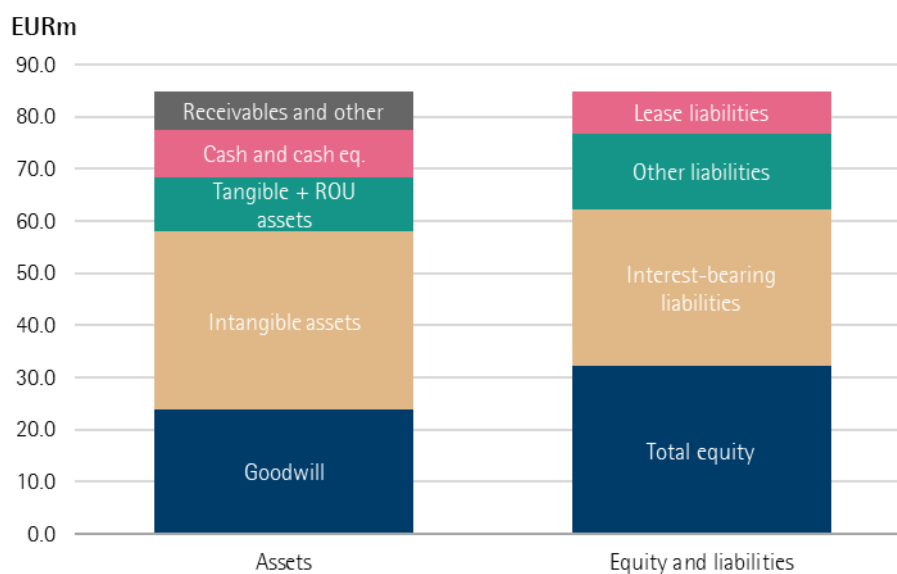 EURm
90.0
80.0
70.0
60.0
50.0
40.0
30.0
20.0
10.0
0.0
Receivables and other
Cash and cash eq.
Tangible + ROU
assets
Intangible assets
Goodwill
Lease liabilities
Other liabilities
Interest-bearing
liabilities
Total equity
Assets
Equity and liabilities